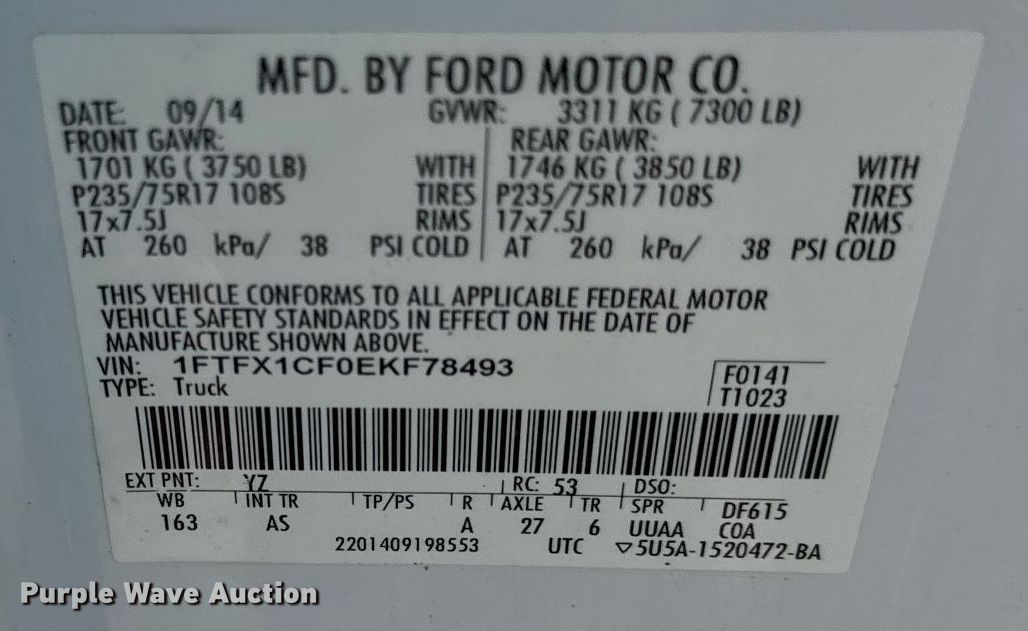 MFD. BY FORD MOTOR CO.
DATE: 09/14 GVWR: 3311 KG ( 7300 LB)
FRONT GAWR: REAR GAWR:
1701 KG ( 3750 LB) WITH 1746 KG ( 3850 LB) WITH
P235/75R17 108S TIRES P235/75R17 108S TIRES
17x7.5J RIMS 17x7.5J RIMS
AT 260 kPa/ 38 PSI COLD AT 260 kPa/ 38 PSI COLD
THIS VEHICLE CONFORMS TO ALL APPLICABLE FEDERAL MOTOR
VEHICLE SAFETY STANDARDS IN EFFECT ON THE DATE OF
MANUFACTURE SHOWN ABOVE.
VIN: 1FTFX1CF0EKF78493 F0141
TYPE: Truck T1023
EXT PNT: YZ RC: 53 DSO:
WB INT TR TP/PS R AXLE TR SPR DF615
163 AS A 27 6 UUAA COA
2201409198553 UTC ▽5U5A-1520472-BA
Purple Wave Auction